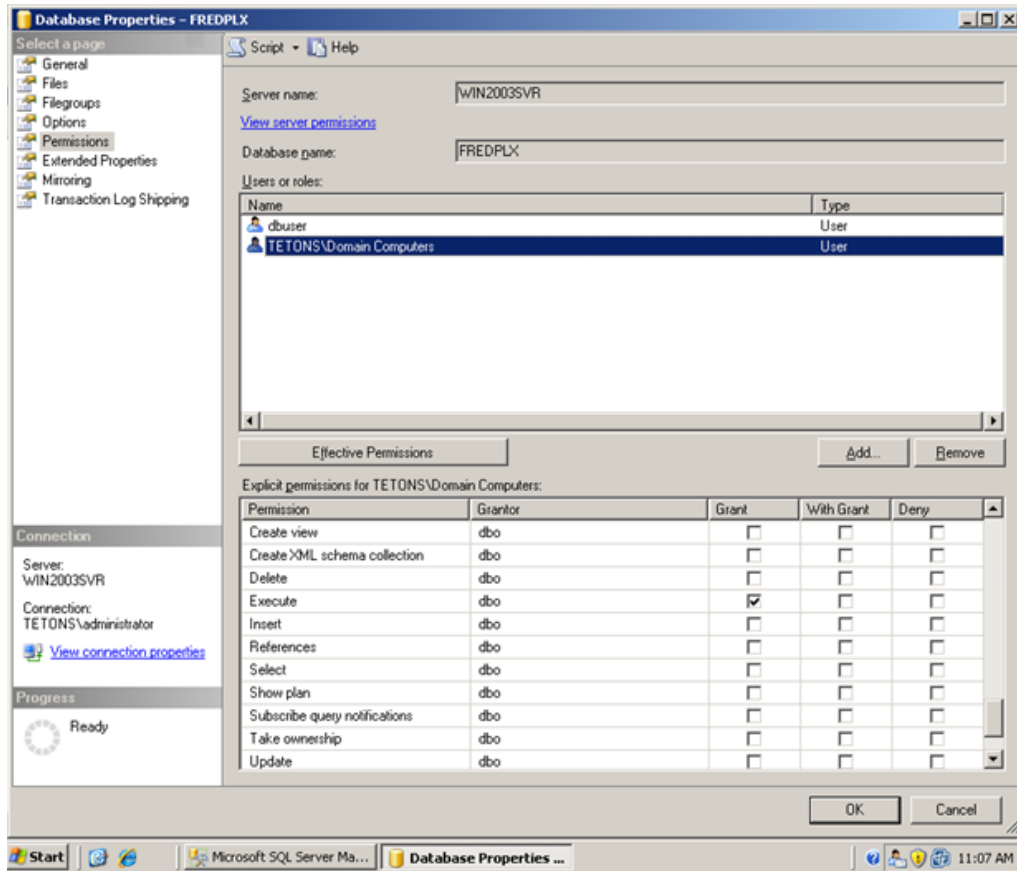 Database Properties - FREDPLX
Select a page
General
Files
Filegroups
Options
Permissions
Extended Properties
Mirroring
Transaction Log Shipping
Connection
Server:
WIN2003SVR
Connection:
TETONS\administrator
View connection properties
Progress
Ready
Script Help
Server name: WIN2003SVR
View server permissions
Database name: FREDPLX
Users or roles:
Name Type
dbuser User
TETONS\Domain Computers User
Effective Permissions Add... Remove
Explicit permissions for TETONS\Domain Computers:
Permission Grantor Grant With Grant Deny
Create view dbo
Create XML schema collection dbo
Delete dbo
Execute dbo
Insert dbo
References dbo
Select dbo
Show plan dbo
Subscribe query notifications dbo
Take ownership dbo
Update dbo
OK Cancel
Start Microsoft SQL Server Ma... Database Properties ... 11:07 AM